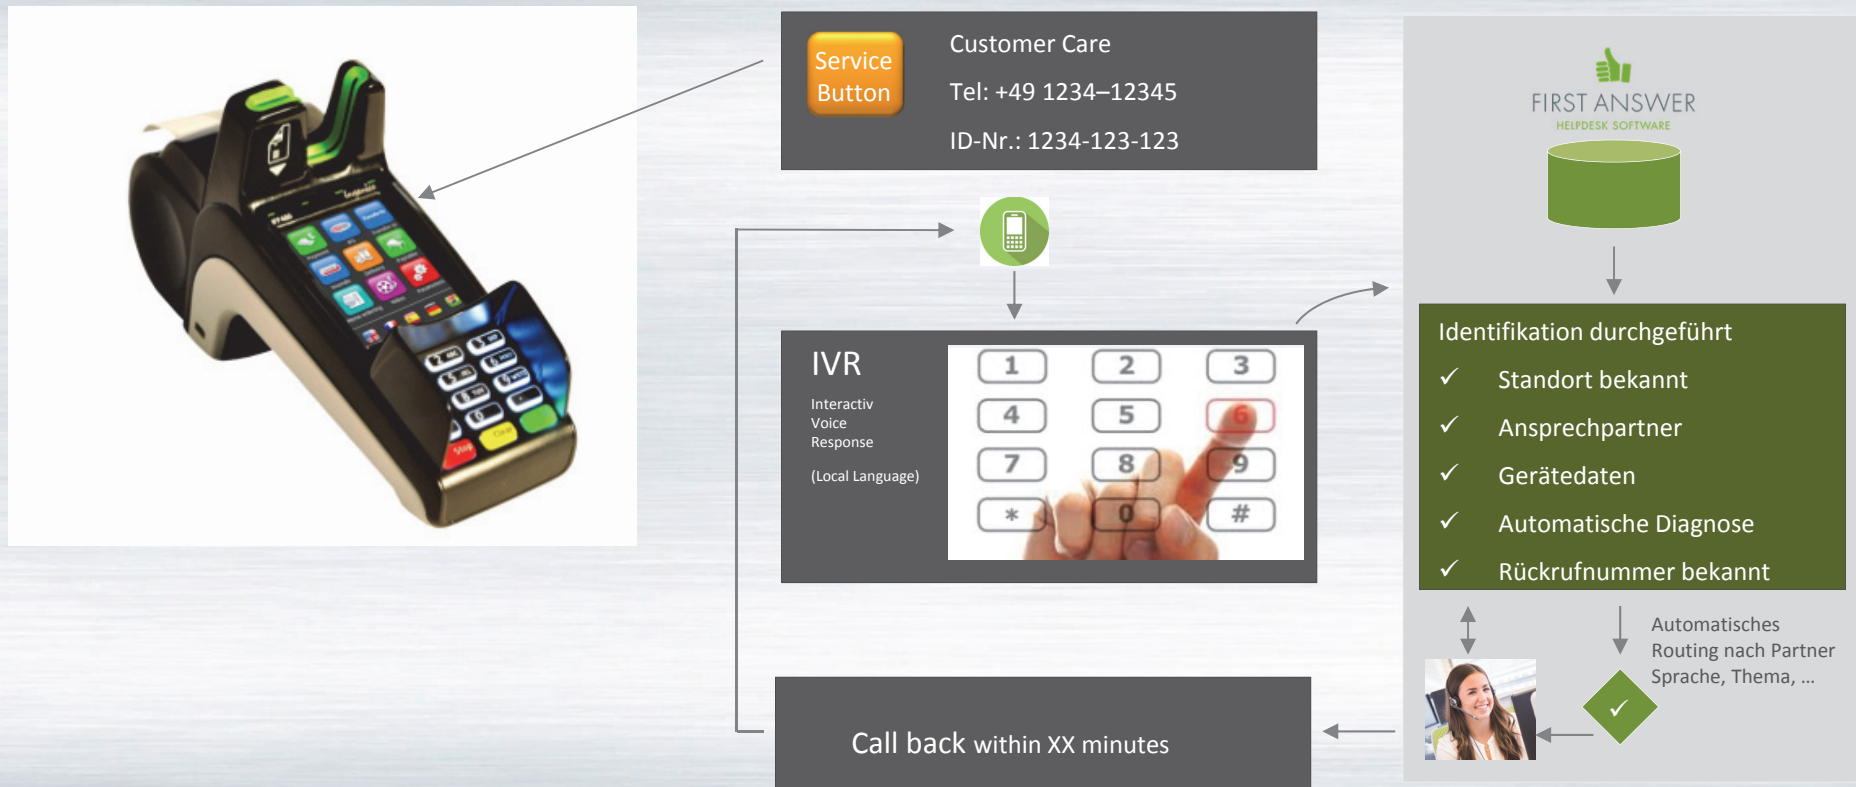 Service
Button
Customer Care
Tel: +49 1234–12345
ID-Nr.: 1234-123-123
FIRST ANSWER
HELPDESK SOFTWARE
IVR
Interactiv
Voice
Response
(Local Language)
1 2 3
4 5 6
7 8 9
* 0 #
Identifikation durchgeführt
✓ Standort bekannt
✓ Ansprechpartner
✓ Gerätedaten
✓ Automatische Diagnose
✓ Rückrufnummer bekannt
Automatisches
Routing nach Partner
Sprache, Thema, ...
Call back within XX minutes
Stop
Clear